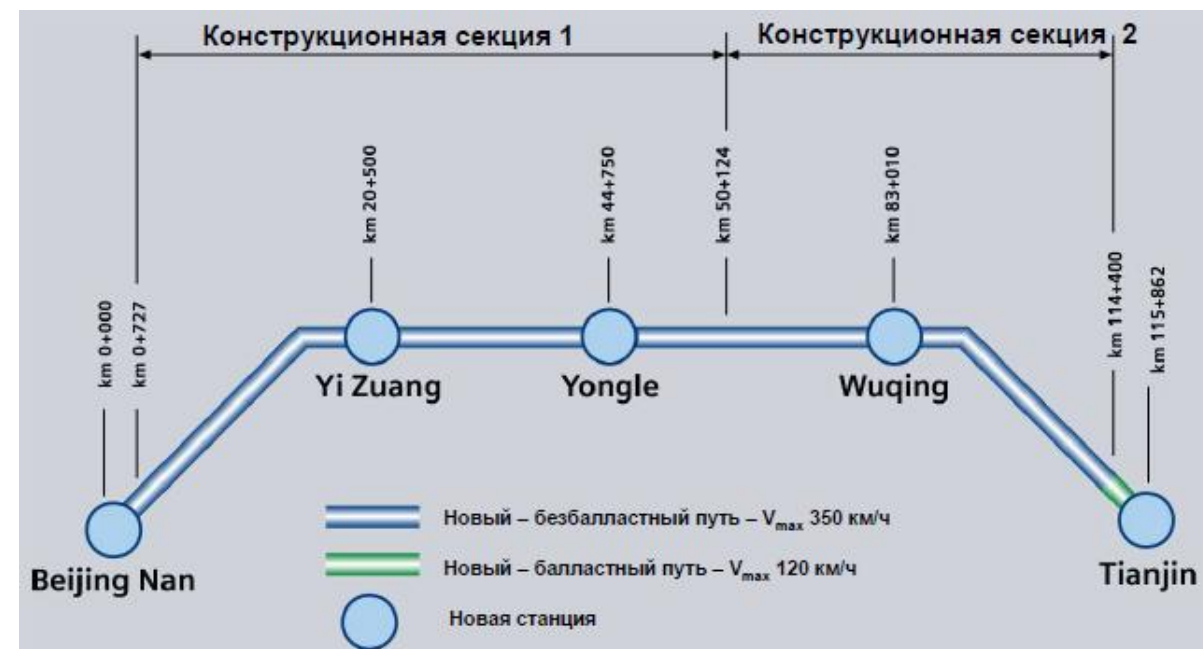 Конструкционная секция 1
Конструкционная секция 2
km 0+000
km 0+727
km 20+500
km 44+750
km 50+124
km 83+010
km 114+400
km 115+862
Yi Zuang
Yongle
Wuqing
Beijing Nan
Tianjin
Новый – безбалластный путь – Vmax 350 км/ч
Новый – балластный путь – Vmax 120 км/ч
Новая станция